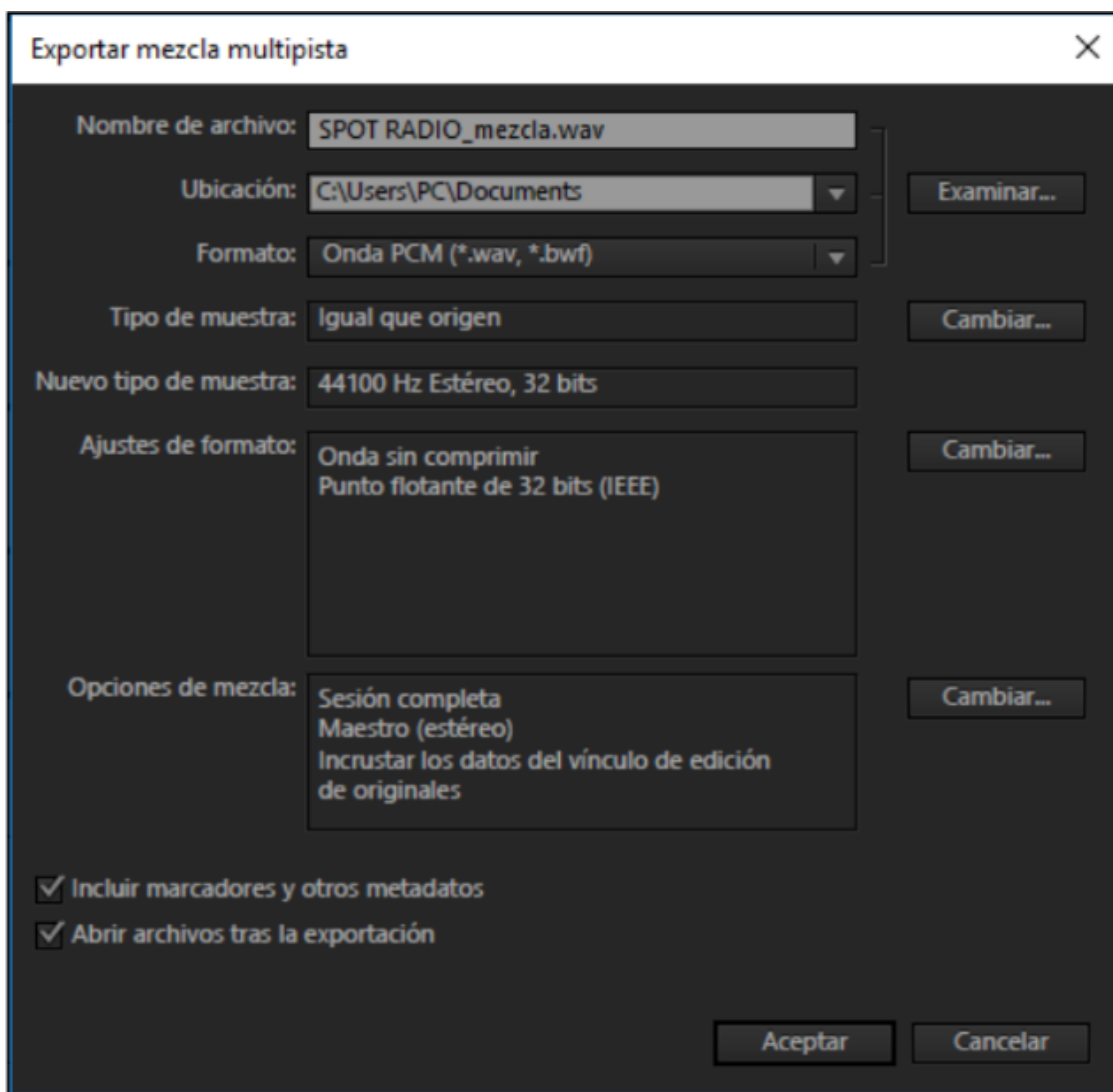 Exportar mezcla multipista
Nombre de archivo: SPOT RADIO_mezcla.wav
Ubicación: C:\Users\PC\Documents Examinar...
Formato: Onda PCM (*.wav, *.bwf)
Tipo de muestra: Igual que origen Cambiar...
Nuevo tipo de muestra: 44100 Hz Estéreo, 32 bits
Ajustes de formato: Onda sin comprimir Cambiar...
Punto flotante de 32 bits (IEEE)
Opciones de mezcla: Sesión completa Cambiar...
Maestro (estéreo)
Incrustar los datos del vínculo de edición
de originales
Incluir marcadores y otros metadatos
Abrir archivos tras la exportación
Aceptar Cancelar